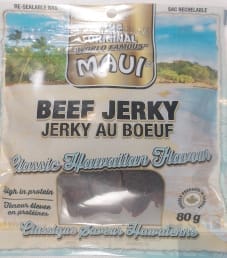 RE-SEALABLE BAG
SAC RECHELABLE
THE ORIGINAL
WORLD FAMOUS
MAUI
BEEF JERKY
JERKY AU BOEUF
Classic Hawaiian Flavour
High in protein
Teneur élevée
en protéines
80 g
Classique Saveur Hawaïenne